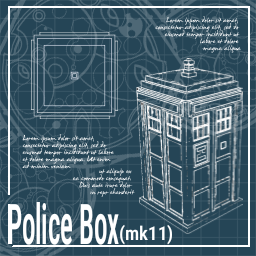 Lorem ipsum dolor sit amet,
consectetur adipiscing elit, sed do
eiusmod tempor incididunt ut
labore et dolore
magna aliqua
Lorem ipsum dolor sit amet,
consectetur adipiscing elit, sed do
eiusmod tempor incididunt ut labore
et dolore magna aliqua. Ut enim
ad minim veniam
ut aliquip ex
ea commodo consequat.
Duis aute irure dolor
in reprehenderit
Police Box(mk11)